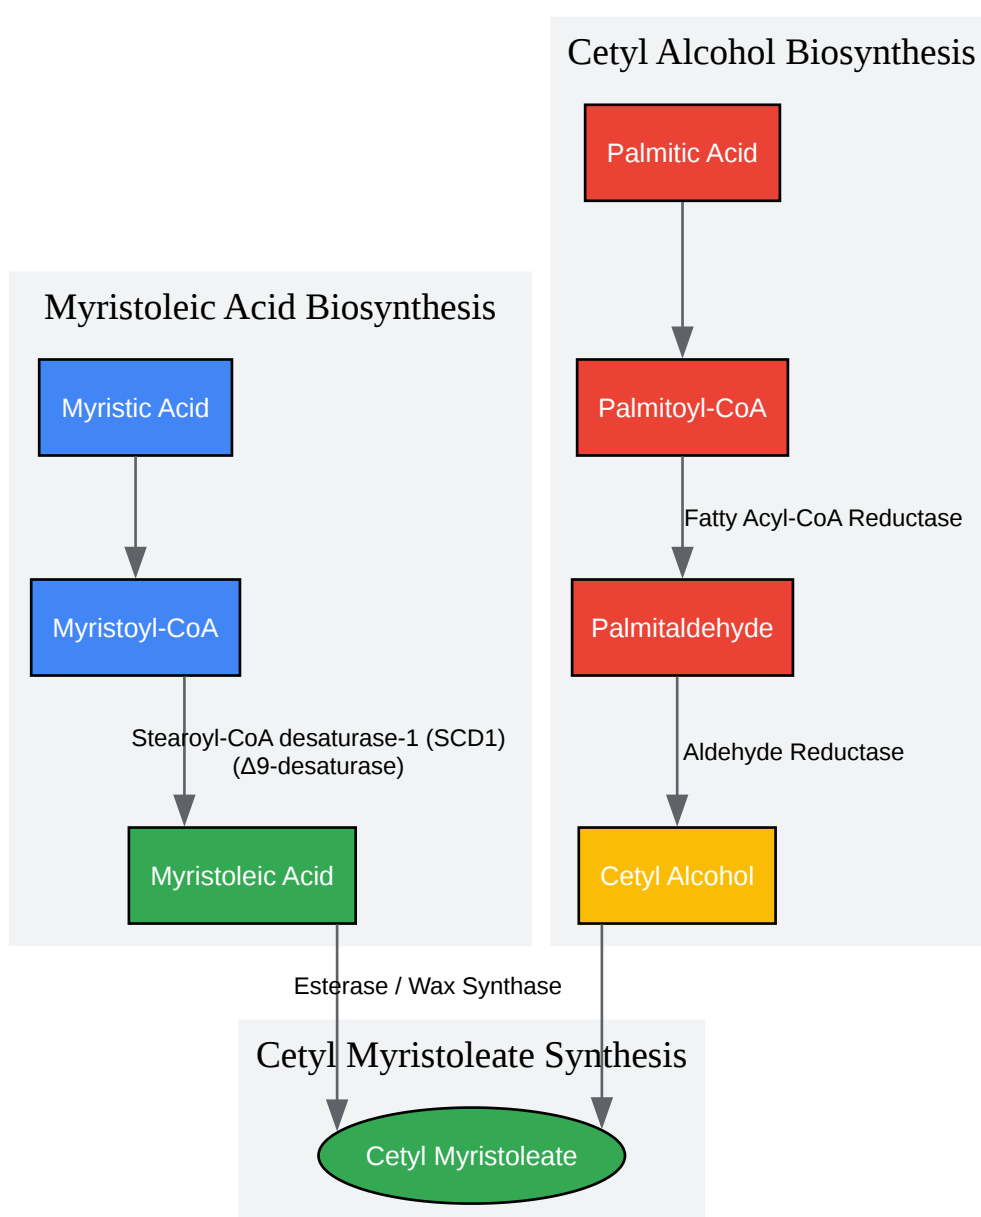 Cetyl Alcohol Biosynthesis
Palmitic Acid
Myristoleic Acid Biosynthesis
Myristic Acid
Palmitoyl-CoA
Fatty Acyl-CoA Reductase
Myristoyl-CoA
Palmitaldehyde
Stearoyl-CoA desaturase-1 (SCD1)
(Δ9-desaturase)
Aldehyde Reductase
Myristoleic Acid
Cetyl Alcohol
Esterase / Wax Synthase
Cetyl Myristoleate Synthesis
Cetyl Myristoleate